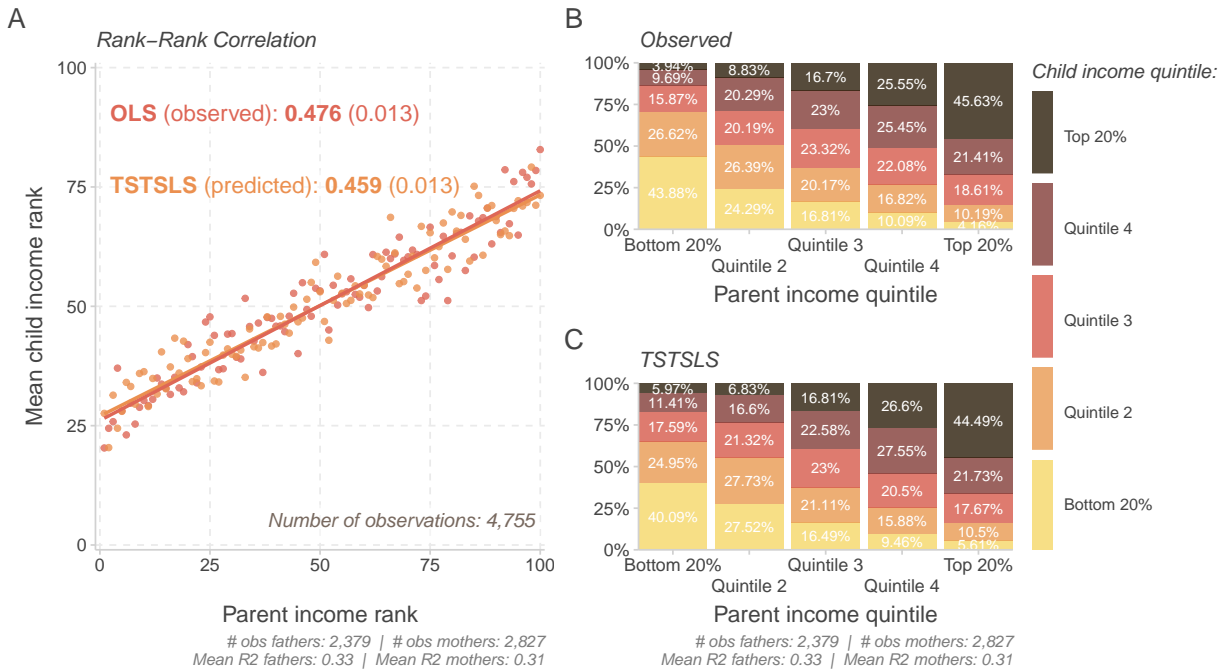 A
Rank−Rank Correlation
100
75
50
25
0
Mean child income rank
OLS (observed): 0.476 (0.013)
TSTSLS (predicted): 0.459 (0.013)
Number of observations: 4,755
0 25 50 75 100
Parent income rank
# obs fathers: 2,379 | # obs mothers: 2,827
Mean R2 fathers: 0.33 | Mean R2 mothers: 0.31
B
Observed
100%
75%
50%
25%
0%
3.94% 8.83% 16.7% 25.55% 45.63%
9.69% 20.29% 23% 25.45% 21.41%
15.87% 20.19% 23.32% 22.08% 18.61%
26.62% 26.39% 20.17% 16.82% 10.19%
43.88% 24.29% 16.81% 10.09% 4.16%
Bottom 20% Quintile 3 Top 20%
Quintile 2 Quintile 4
Parent income quintile
C
TSTSLS
100%
75%
50%
25%
0%
5.97% 6.83% 16.81% 26.6% 44.49%
11.41% 16.6% 22.58% 27.55% 21.73%
17.59% 21.32% 23% 20.5% 17.67%
24.95% 27.73% 21.11% 15.88% 10.5%
40.09% 27.52% 16.49% 9.46% 5.61%
Bottom 20% Quintile 3 Top 20%
Quintile 2 Quintile 4
Parent income quintile
# obs fathers: 2,379 | # obs mothers: 2,827
Mean R2 fathers: 0.33 | Mean R2 mothers: 0.31
Child income quintile:
Top 20%
Quintile 4
Quintile 3
Quintile 2
Bottom 20%